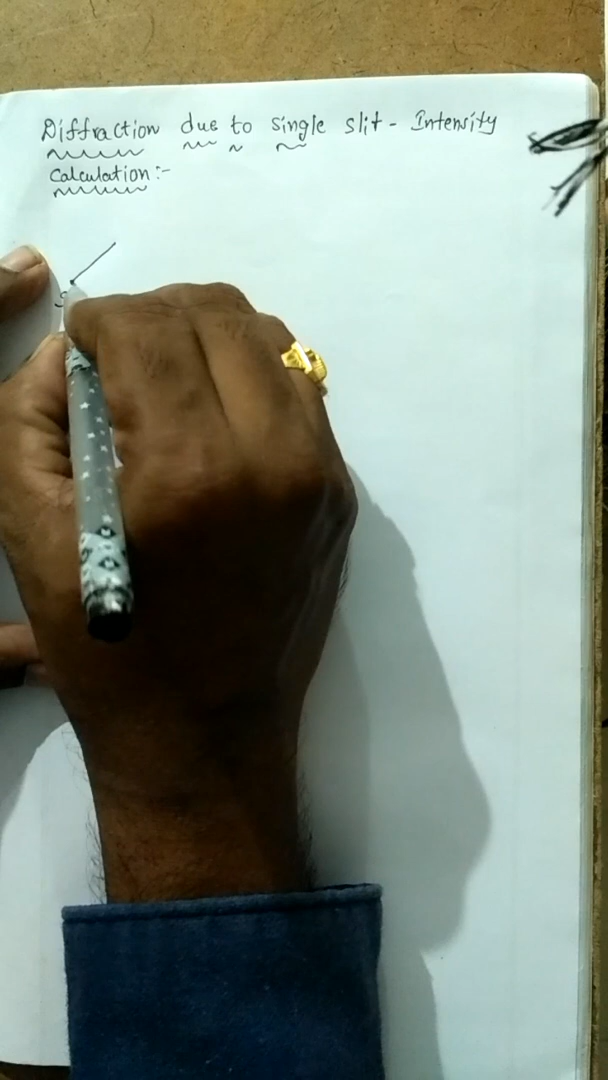 Diffraction due to single slit - Intensity
Calculation :-
S